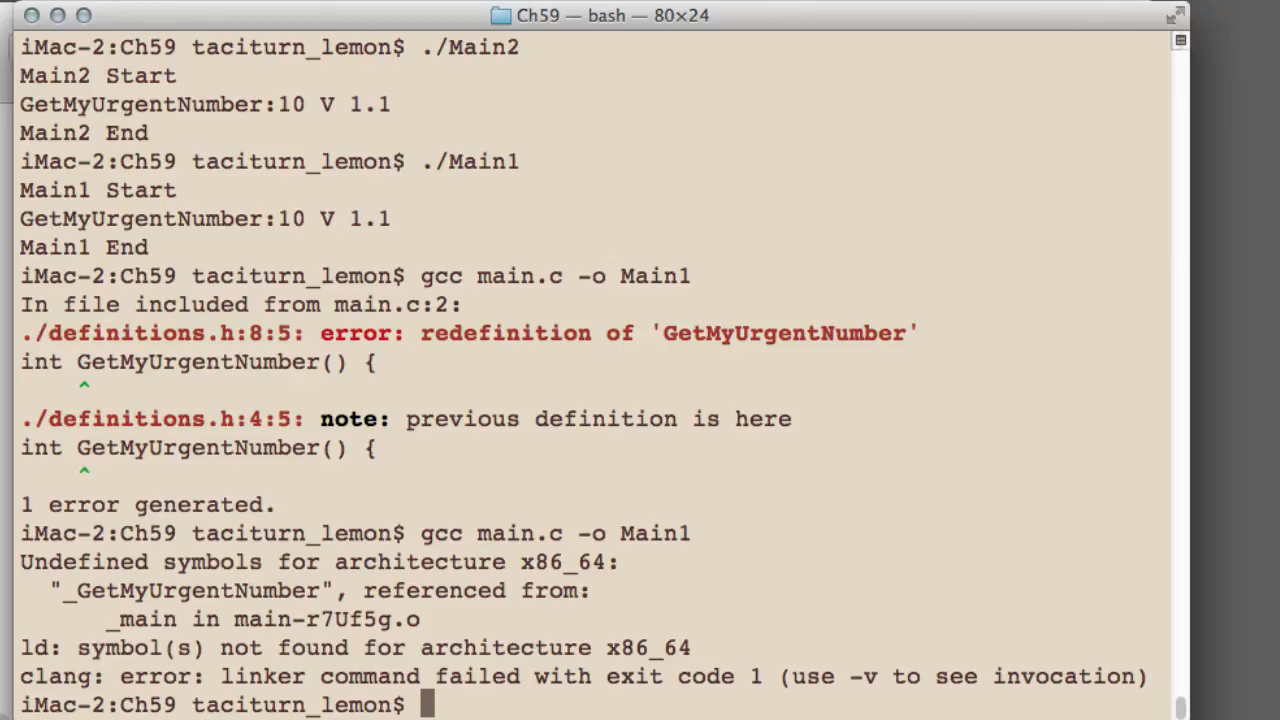 Ch59 — bash — 80×24
iMac-2:Ch59 taciturn_lemon$ ./Main2
Main2 Start
GetMyUrgentNumber:10 V 1.1
Main2 End
iMac-2:Ch59 taciturn_lemon$ ./Main1
Main1 Start
GetMyUrgentNumber:10 V 1.1
Main1 End
iMac-2:Ch59 taciturn_lemon$ gcc main.c -o Main1
In file included from main.c:2:
./definitions.h:8:5: error: redefinition of 'GetMyUrgentNumber'
int GetMyUrgentNumber() {
^
./definitions.h:4:5: note: previous definition is here
int GetMyUrgentNumber() {
^
1 error generated.
iMac-2:Ch59 taciturn_lemon$ gcc main.c -o Main1
Undefined symbols for architecture x86_64:
"_GetMyUrgentNumber", referenced from:
_main in main-r7Uf5g.o
ld: symbol(s) not found for architecture x86_64
clang: error: linker command failed with exit code 1 (use -v to see invocation)
iMac-2:Ch59 taciturn_lemon$